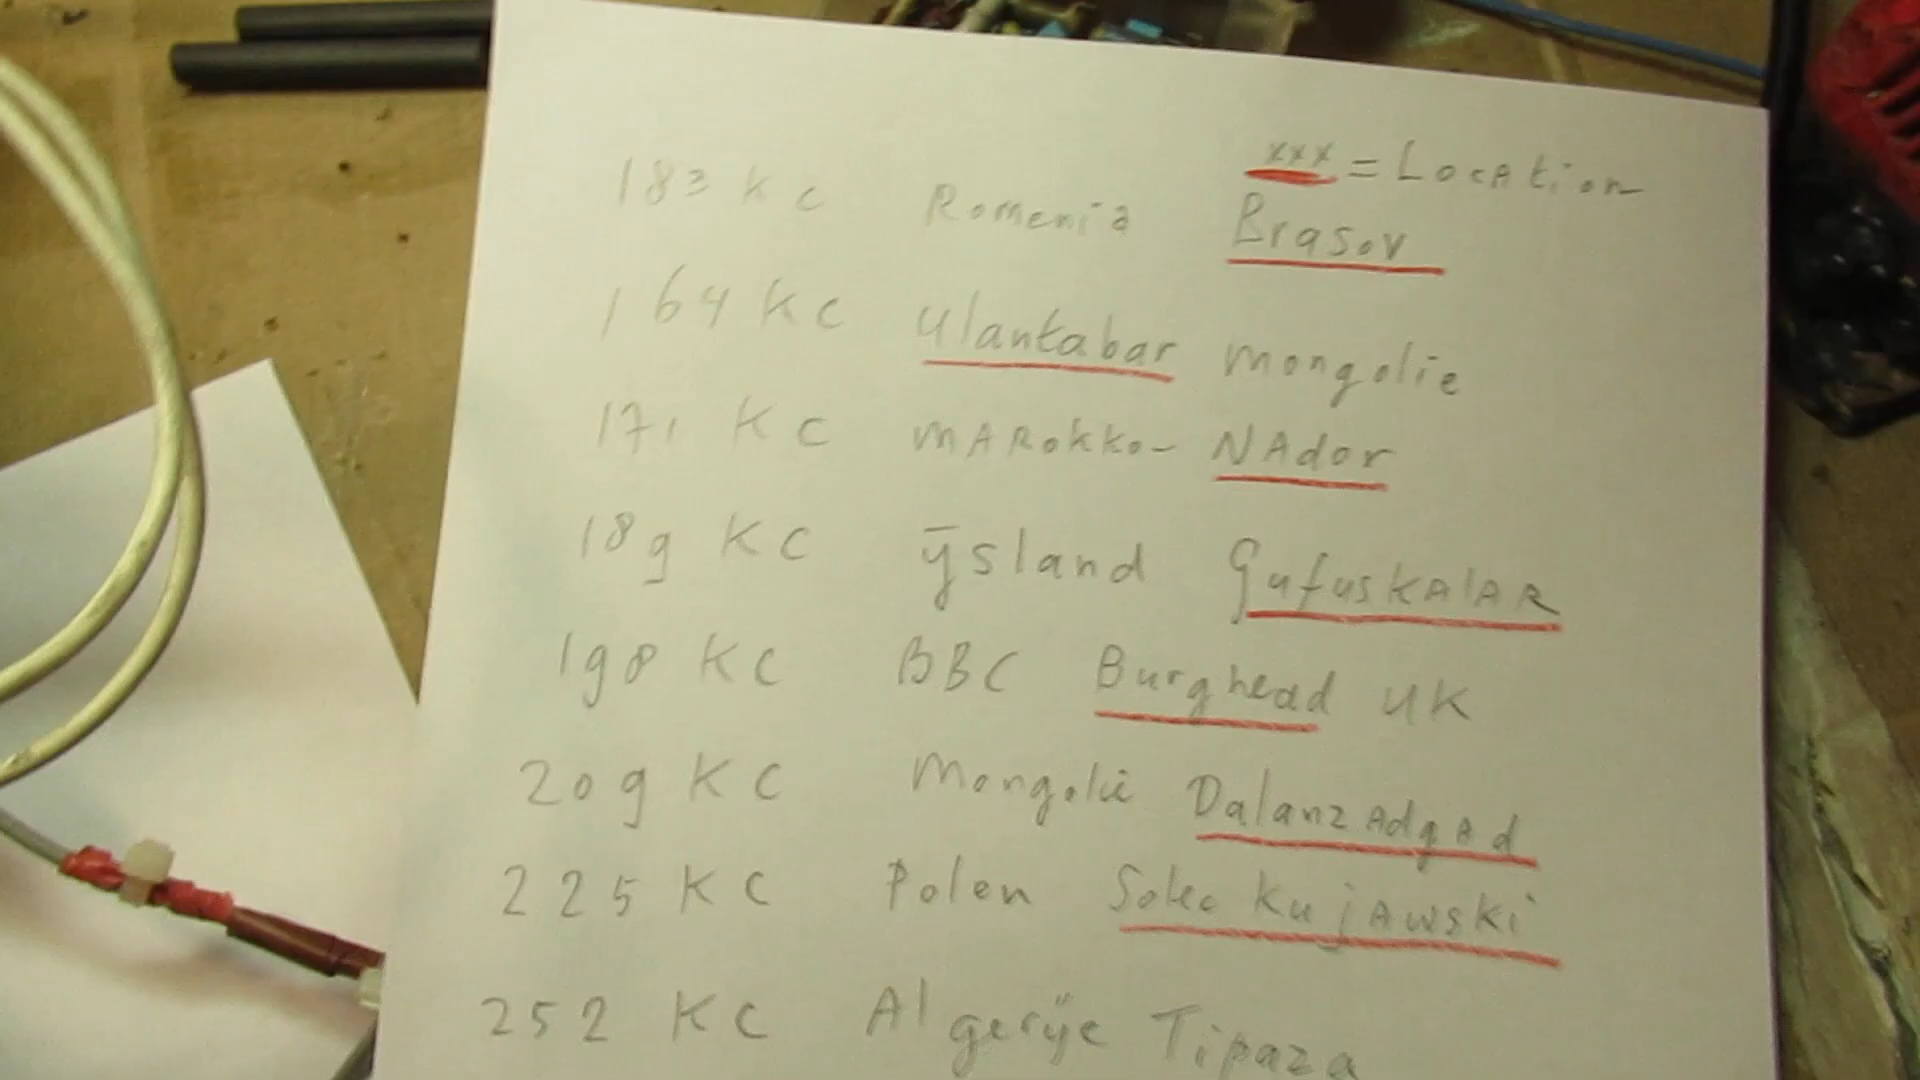 xxx = Location
183 KC Romenia Brasov
164 KC Ulantabar Mongolie
171 KC MARokko- NAdor
189 KC ÿsland GufuskAlAR
198 KC BBC Burghead UK
209 KC Mongolie DalanzAdgAd
225 KC Polen Solec KujAwski
252 KC Algerije Tipaza